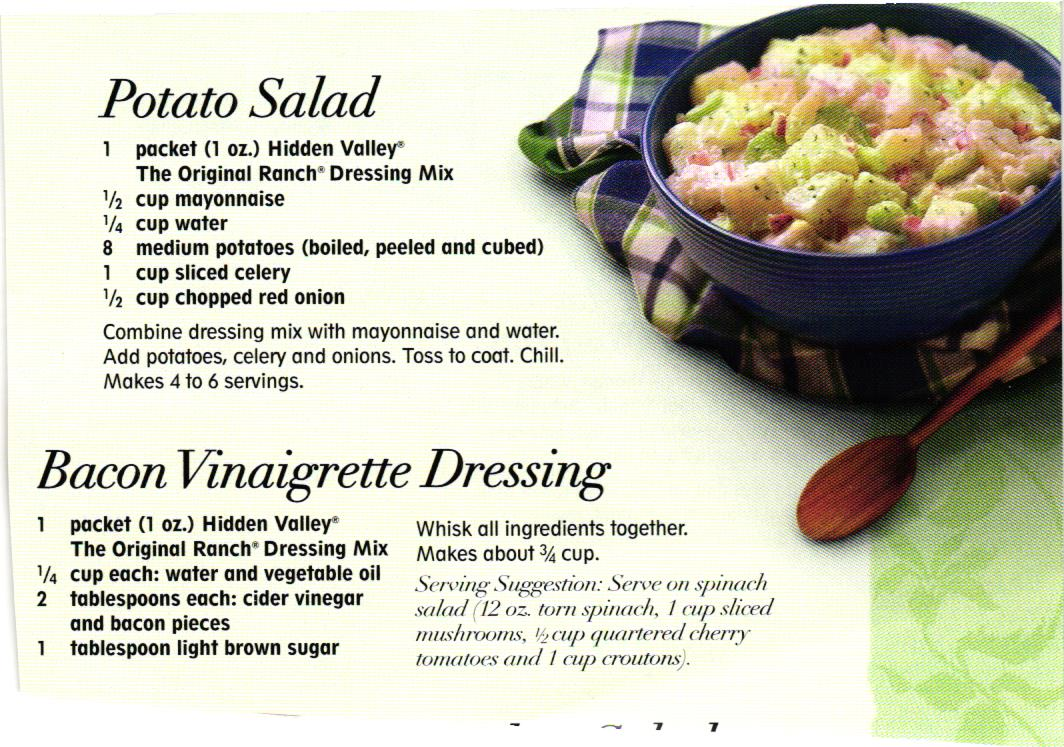 Potato Salad
1 packet (1 oz.) Hidden Valley®
The Original Ranch® Dressing Mix
1/2 cup mayonnaise
1/4 cup water
8 medium potatoes (boiled, peeled and cubed)
1 cup sliced celery
1/2 cup chopped red onion
Combine dressing mix with mayonnaise and water.
Add potatoes, celery and onions. Toss to coat. Chill.
Makes 4 to 6 servings.
Bacon Vinaigrette Dressing
1 packet (1 oz.) Hidden Valley®
The Original Ranch® Dressing Mix
1/4 cup each: water and vegetable oil
2 tablespoons each: cider vinegar
and bacon pieces
1 tablespoon light brown sugar
Whisk all ingredients together.
Makes about 3/4 cup.
Serving Suggestion: Serve on spinach
salad (12 oz. torn spinach, 1 cup sliced
mushrooms, 1/2 cup quartered cherry
tomatoes and 1 cup croutons).